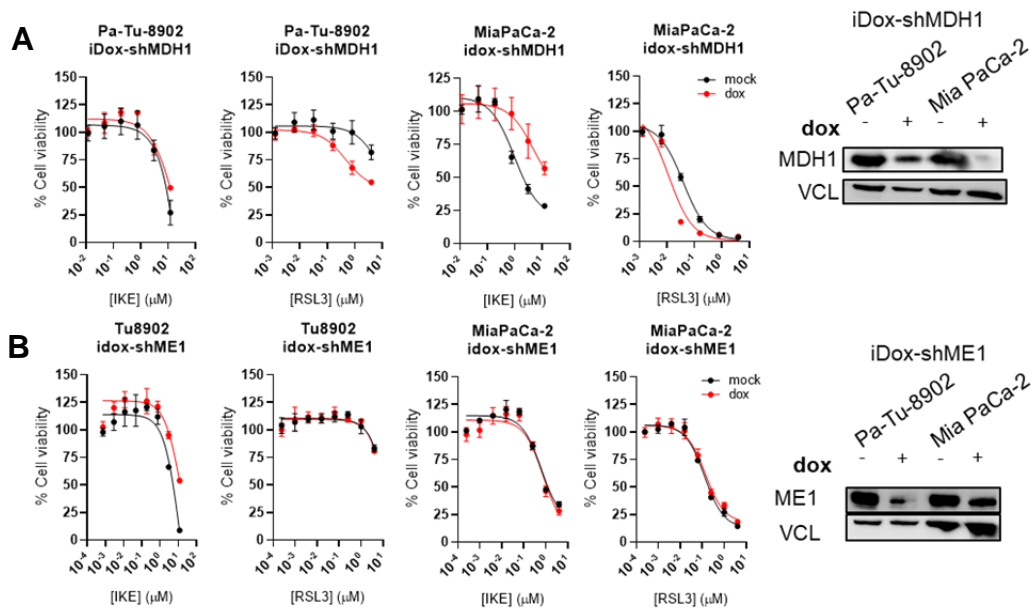 A
Pa-Tu-8902
iDox-shMDH1
% Cell viability
150
125
100
75
50
25
0
10-2
10-1
100
101
102
[IKE] (μM)
Pa-Tu-8902
iDox-shMDH1
% Cell viability
150
125
100
75
50
25
0
10-3
10-2
10-1
100
101
[RSL3] (μM)
MiaPaCa-2
idox-shMDH1
% Cell viability
125
100
75
50
25
0
10-2
10-1
100
101
102
[IKE] (μM)
MiaPaCa-2
idox-shMDH1
mock
dox
% Cell viability
150
125
100
75
50
25
0
10-3
10-2
10-1
100
101
[RSL3] (μM)
iDox-shMDH1
Pa-Tu-8902
Mia PaCa-2
dox
- + - +
MDH1
VCL
B
Tu8902
idox-shME1
% Cell viability
150
125
100
75
50
25
0
10-4
10-3
10-2
10-1
100
101
102
[IKE] (μM)
Tu8902
idox-shME1
% Cell viability
150
125
100
75
50
25
0
10-4
10-3
10-2
10-1
100
101
[RSL3] (μM)
MiaPaCa-2
idox-shME1
% Cell viability
150
125
100
75
50
25
0
10-4
10-3
10-2
10-1
100
101
[IKE] (μM)
MiaPaCa-2
idox-shME1
mock
dox
% Cell viability
150
125
100
75
50
25
0
10-4
10-3
10-2
10-1
100
101
[RSL3] (μM)
iDox-shME1
Pa-Tu-8902
Mia PaCa-2
dox
- + - +
ME1
VCL